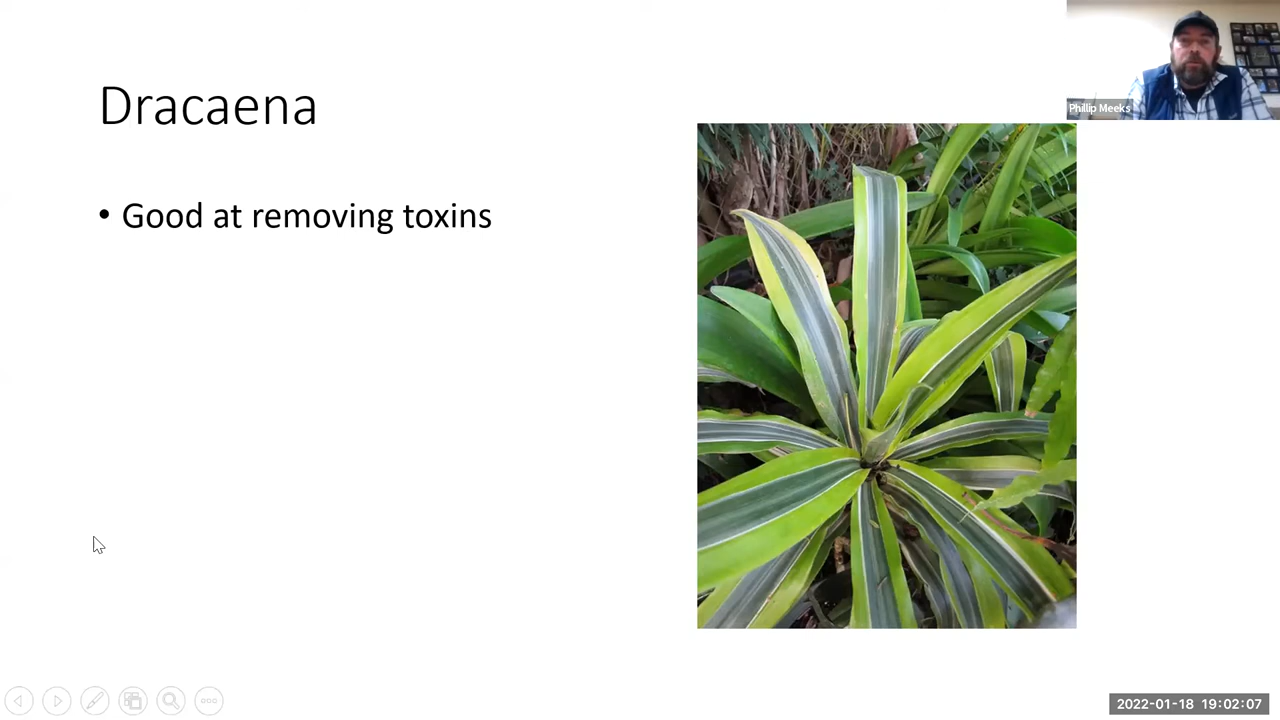 Dracaena
• Good at removing toxins
Phillip Meeks
2022-01-18 19:02:07